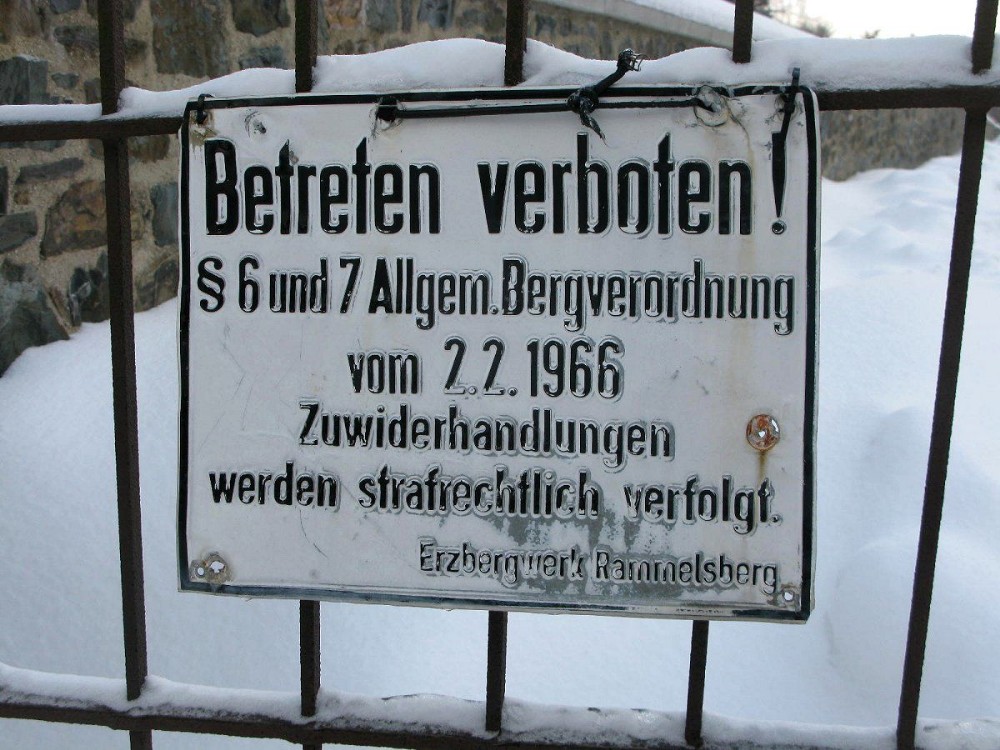 Betreten verboten!
§ 6 und 7 Allgem. Bergverordnung
vom 2.2.1966
Zuwiderhandlungen
werden strafrechtlich verfolgt.
Erzbergwerk Rammelsberg